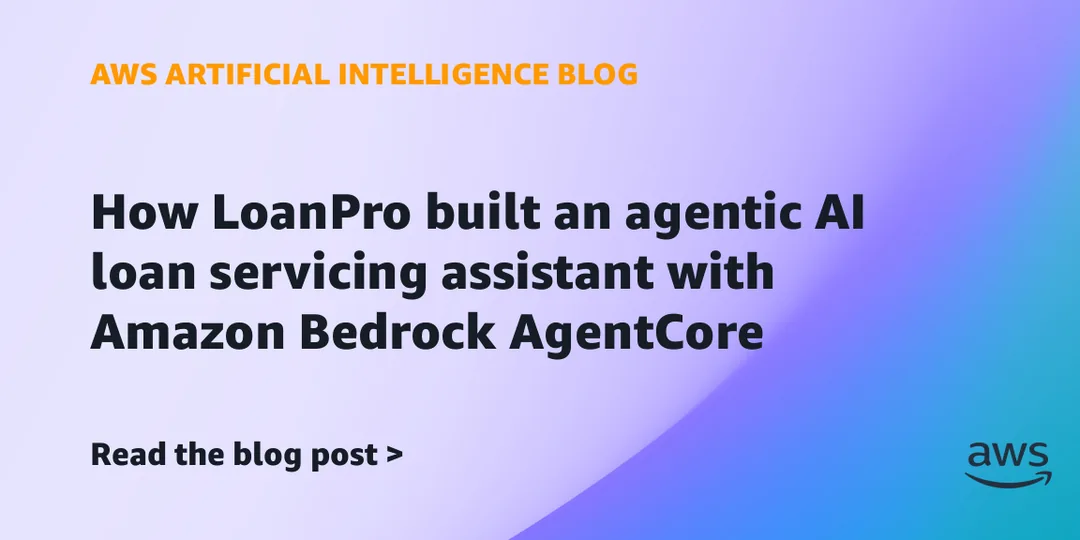 AWS ARTIFICIAL INTELLIGENCE BLOG
How LoanPro built an agentic AI
loan servicing assistant with
Amazon Bedrock AgentCore
Read the blog post >
aws